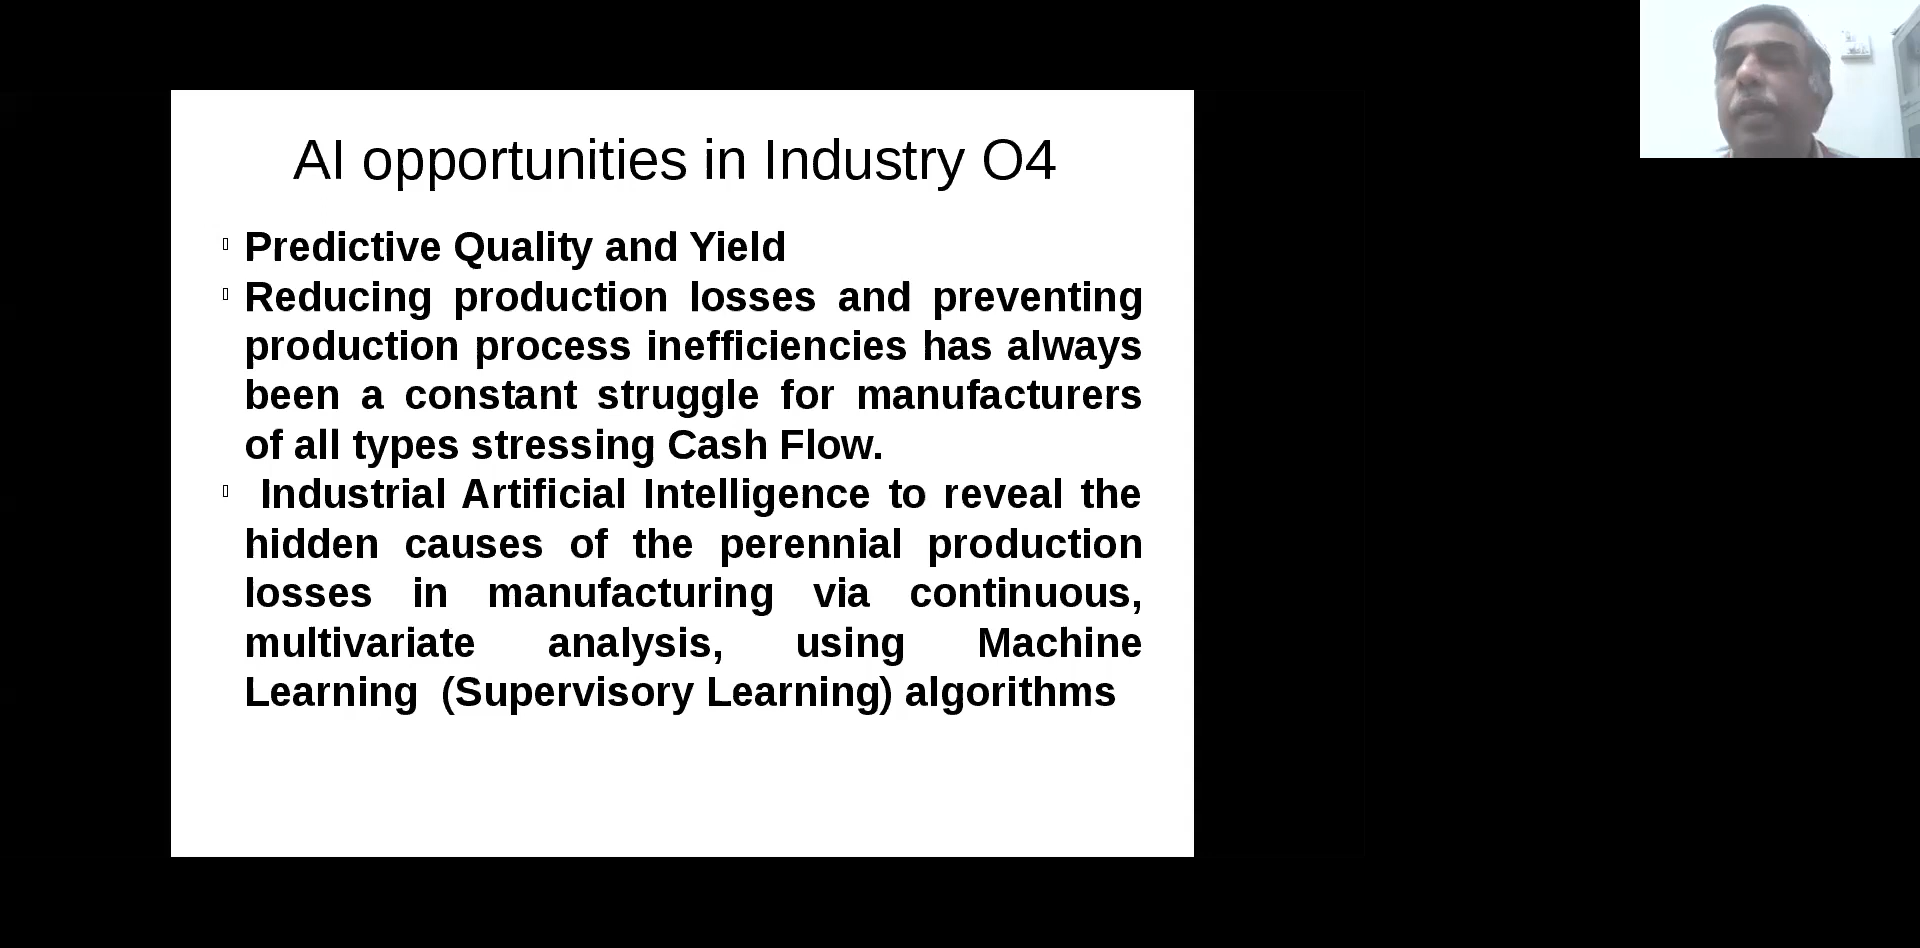 AI opportunities in Industry O4
Predictive Quality and Yield
Reducing production losses and preventing
production process inefficiencies has always
been a constant struggle for manufacturers
of all types stressing Cash Flow.
Industrial Artificial Intelligence to reveal the
hidden causes of the perennial production
losses in manufacturing via continuous,
multivariate analysis, using Machine
Learning (Supervisory Learning) algorithms